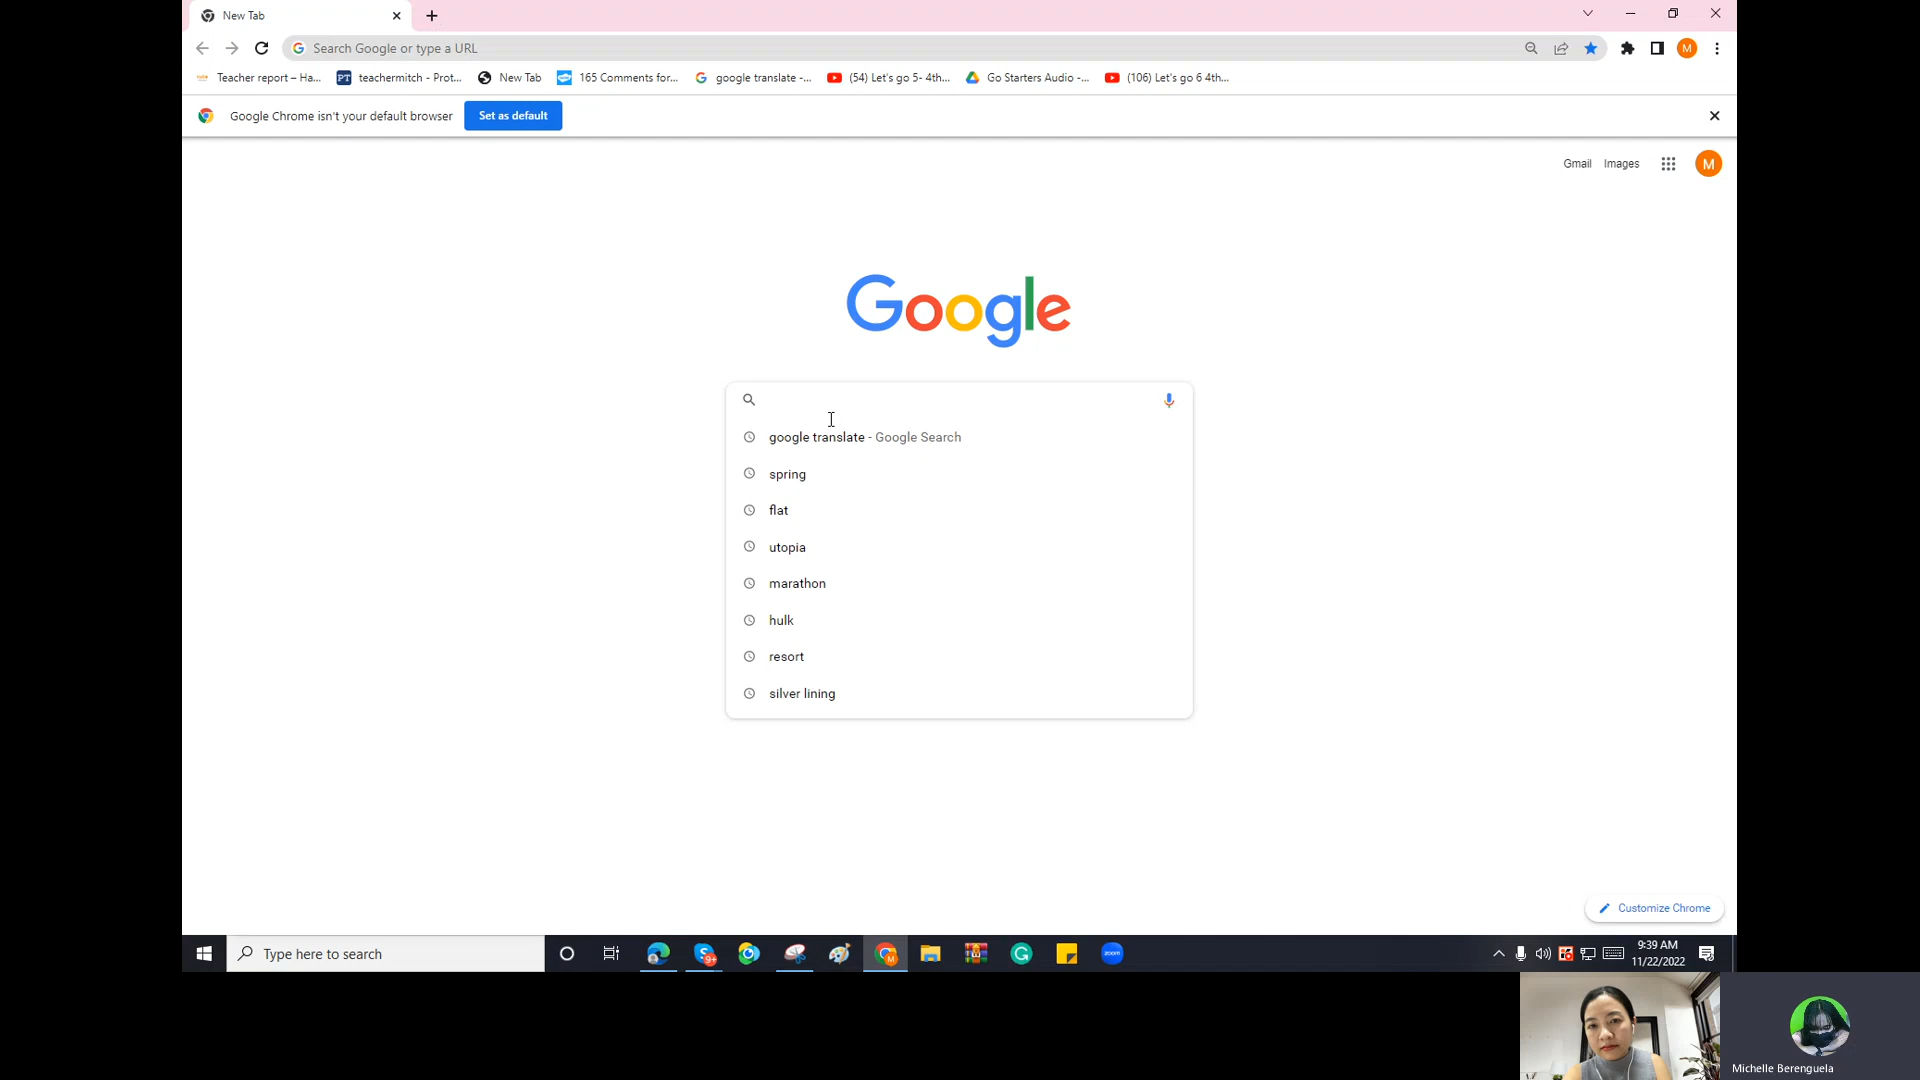 New Tab
Search Google or type a URL
M
Teacher report – Ha...
PT
teachermitch - Prot...
New Tab
165 Comments for...
google translate -...
(54) Let's go 5- 4th...
Go Starters Audio -...
(106) Let's go 6 4th...
Google Chrome isn't your default browser
Set as default
Gmail
Images
M
Google
google translate - Google Search
spring
flat
utopia
marathon
hulk
resort
silver lining
Customize Chrome
Type here to search
9+
M
zoom
9:39 AM
11/22/2022
Michelle Berenguela